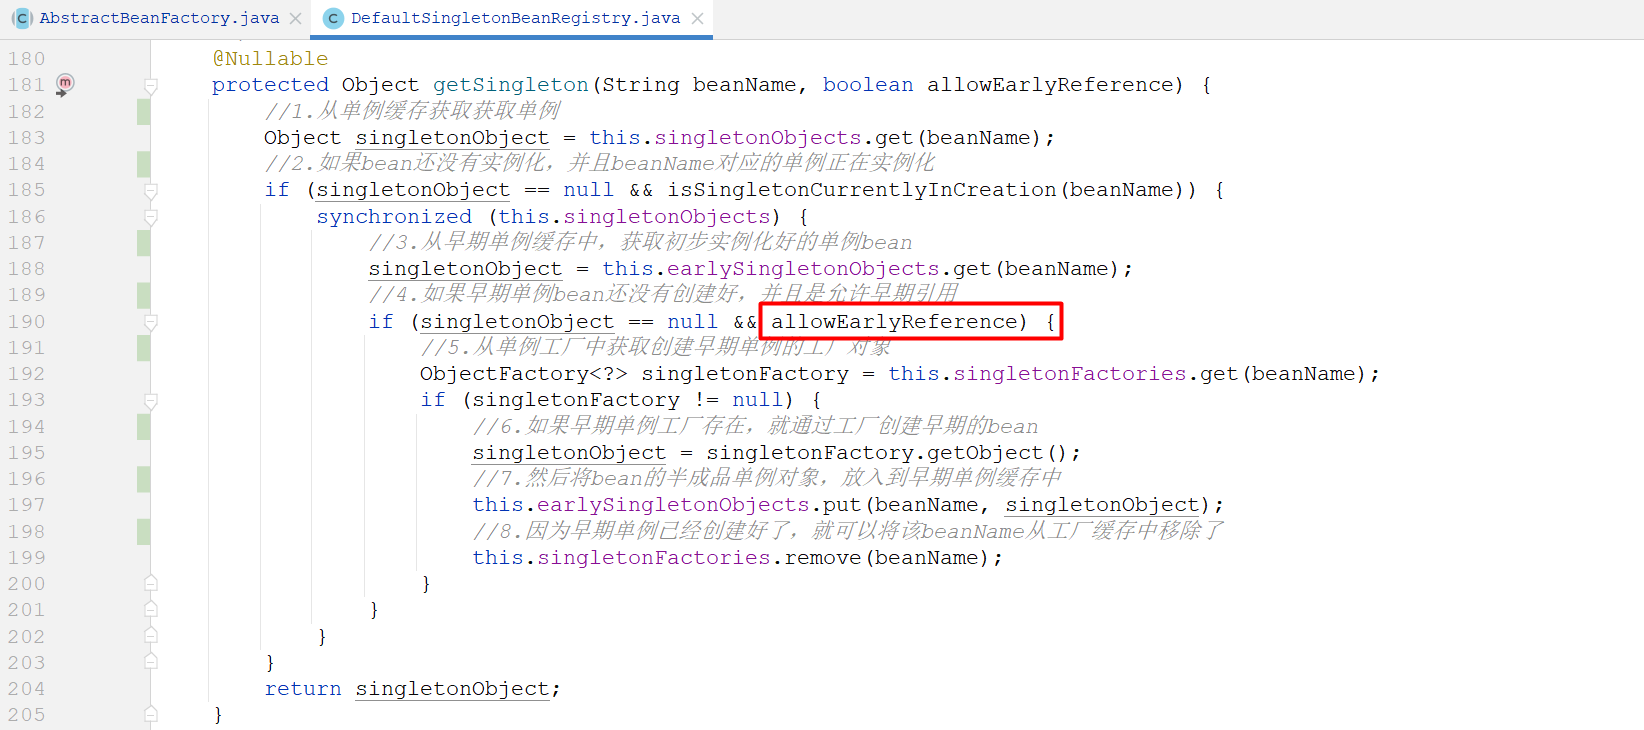 AbstractBeanFactory.java DefaultSingletonBeanRegistry.java
180 @Nullable
181 protected Object getSingleton(String beanName, boolean allowEarlyReference) {
182 //1.从单例缓存获取获取单例
183 Object singletonObject = this.singletonObjects.get(beanName);
184 //2.如果bean还没有实例化，并且beanName对应的单例正在实例化
185 if (singletonObject == null && isSingletonCurrentlyInCreation(beanName)) {
186 synchronized (this.singletonObjects) {
187 //3.从早期单例缓存中，获取初步实例化好的单例bean
188 singletonObject = this.earlySingletonObjects.get(beanName);
189 //4.如果早期单例bean还没有创建好，并且是允许早期引用
190 if (singletonObject == null && allowEarlyReference) {
191 //5.从单例工厂中获取创建早期单例的工厂对象
192 ObjectFactory<?> singletonFactory = this.singletonFactories.get(beanName);
193 if (singletonFactory != null) {
194 //6.如果早期单例工厂存在，就通过工厂创建早期的bean
195 singletonObject = singletonFactory.getObject();
196 //7.然后将bean的半成品单例对象，放入到早期单例缓存中
197 this.earlySingletonObjects.put(beanName, singletonObject);
198 //8.因为早期单例已经创建好了，就可以将该beanName从工厂缓存中移除了
199 this.singletonFactories.remove(beanName);
200 }
201 }
202 }
203 }
204 return singletonObject;
205 }